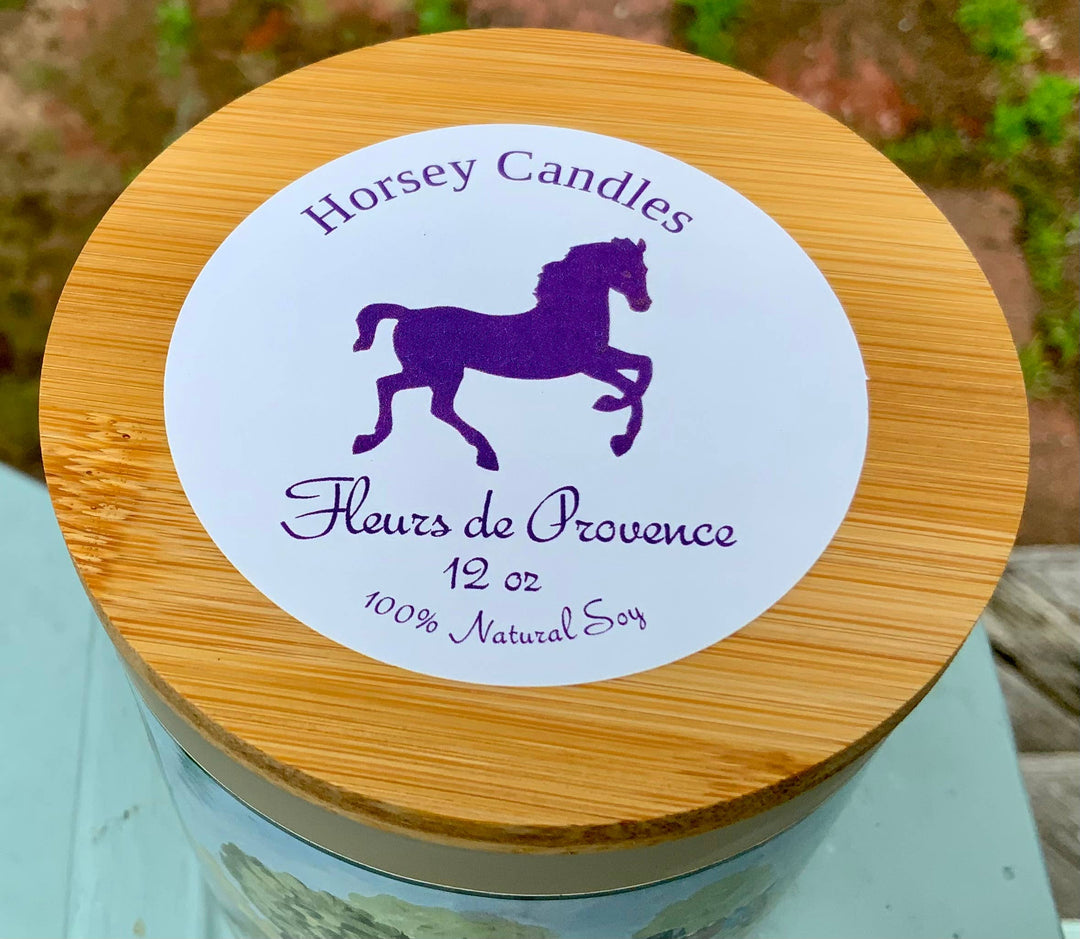 Horsey Candles
Fleurs de Provence
12 oz
100% Natural Soy